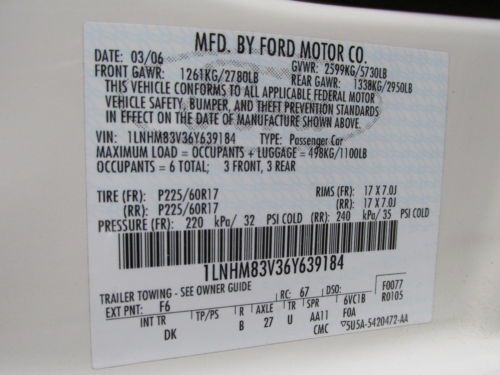 MFD. BY FORD MOTOR CO.
DATE: 03/06 GVWR: 2599KG/5730LB
FRONT GAWR: 1261KG/2780LB REAR GAWR: 1338KG/2950LB
THIS VEHICLE CONFORMS TO ALL APPLICABLE FEDERAL MOTOR
VEHICLE SAFETY, BUMPER, AND THEFT PREVENTION STANDARDS
IN EFFECT ON THE DATE OF MANUFACTURE SHOWN ABOVE.
VIN: 1LNHM83V36Y639184 TYPE: Passenger Car
MAXIMUM LOAD = OCCUPANTS + LUGGAGE = 498KG/1100LB
OCCUPANTS = 6 TOTAL; 3 FRONT, 3 REAR
TIRE (FR): P225/60R17 RIMS (FR): 17 X 7.0J
(RR): P225/60R17 (RR): 17 X 7.0J
PRESSURE (FR): 220 kPa/ 32 PSI COLD (RR): 240 kPa/ 35 PSI COLD
1LNHM83V36Y639184
TRAILER TOWING - SEE OWNER GUIDE
EXT PNT: F6 RC: 67 DSO: F0077
INT TR TP/PS R AXLE TR SPR 6VC1B R0105
DK B 27 U AA11 F0A
CMC ▽5U5A-5420472-AA